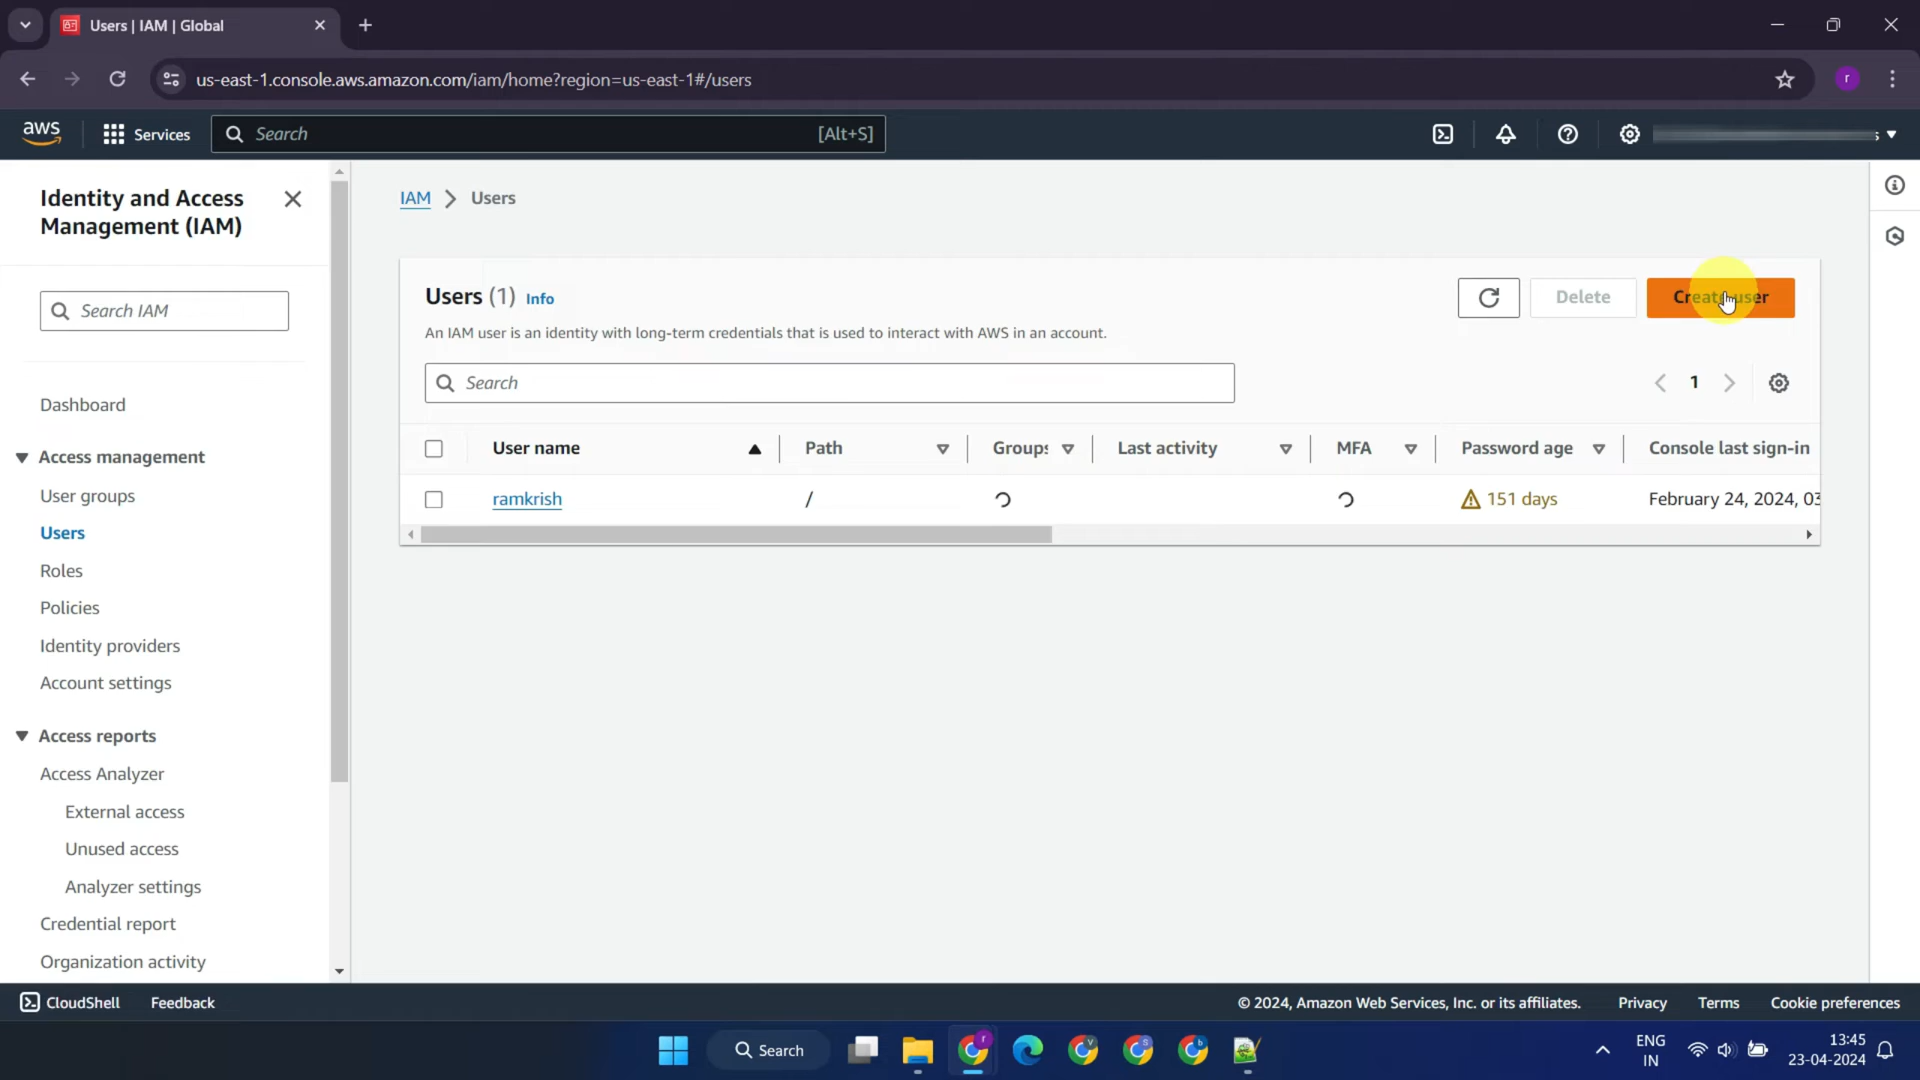 Users | IAM | Global
us-east-1.console.aws.amazon.com/iam/home?region=us-east-1#/users
r
aws
Services
Search
[Alt+S]
s
Identity and Access
Management (IAM)
Search IAM
Dashboard
Access management
User groups
Users
Roles
Policies
Identity providers
Account settings
Access reports
Access Analyzer
External access
Unused access
Analyzer settings
Credential report
Organization activity
IAM
Users
Users (1) Info
Delete
Create user
An IAM user is an identity with long-term credentials that is used to interact with AWS in an account.
Search
1
User name
Path
Groups
Last activity
MFA
Password age
Console last sign-in
ramkrish
/
151 days
February 24, 2024, 03
CloudShell
Feedback
© 2024, Amazon Web Services, Inc. or its affiliates.
Privacy
Terms
Cookie preferences
Search
ENG
IN
13:45
23-04-2024